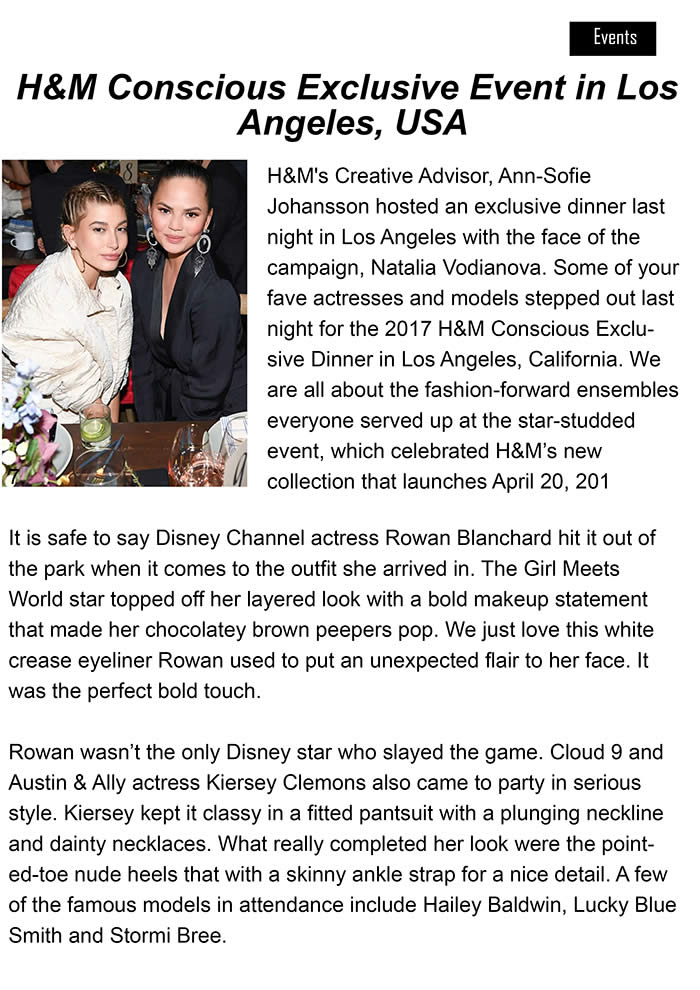 Events
H&M Conscious Exclusive Event in Los
Angeles, USA
8
H&M's Creative Advisor, Ann-Sofie
Johansson hosted an exclusive dinner last
night in Los Angeles with the face of the
campaign, Natalia Vodianova. Some of your
fave actresses and models stepped out last
night for the 2017 H&M Conscious Exclu-
sive Dinner in Los Angeles, California. We
are all about the fashion-forward ensembles
everyone served up at the star-studded
event, which celebrated H&M’s new
collection that launches April 20, 201
It is safe to say Disney Channel actress Rowan Blanchard hit it out of
the park when it comes to the outfit she arrived in. The Girl Meets
World star topped off her layered look with a bold makeup statement
that made her chocolatey brown peepers pop. We just love this white
crease eyeliner Rowan used to put an unexpected flair to her face. It
was the perfect bold touch.
Rowan wasn’t the only Disney star who slayed the game. Cloud 9 and
Austin & Ally actress Kiersey Clemons also came to party in serious
style. Kiersey kept it classy in a fitted pantsuit with a plunging neckline
and dainty necklaces. What really completed her look were the point-
ed-toe nude heels that with a skinny ankle strap for a nice detail. A few
of the famous models in attendance include Hailey Baldwin, Lucky Blue
Smith and Stormi Bree.